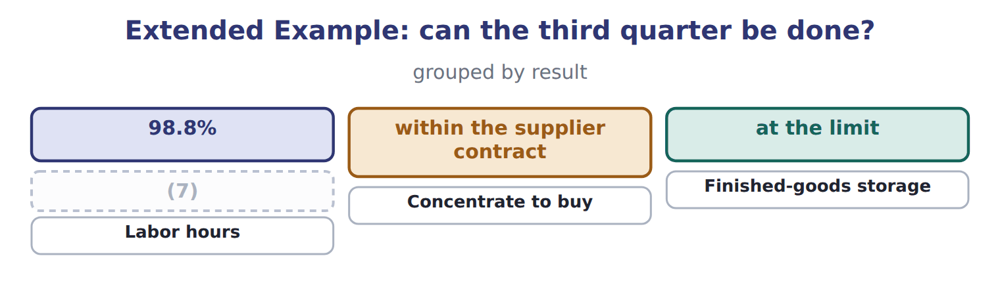 Extended Example: can the third quarter be done?
grouped by result
98.8%
(7)
Labor hours
within the supplier
contract
Concentrate to buy
at the limit
Finished-goods storage